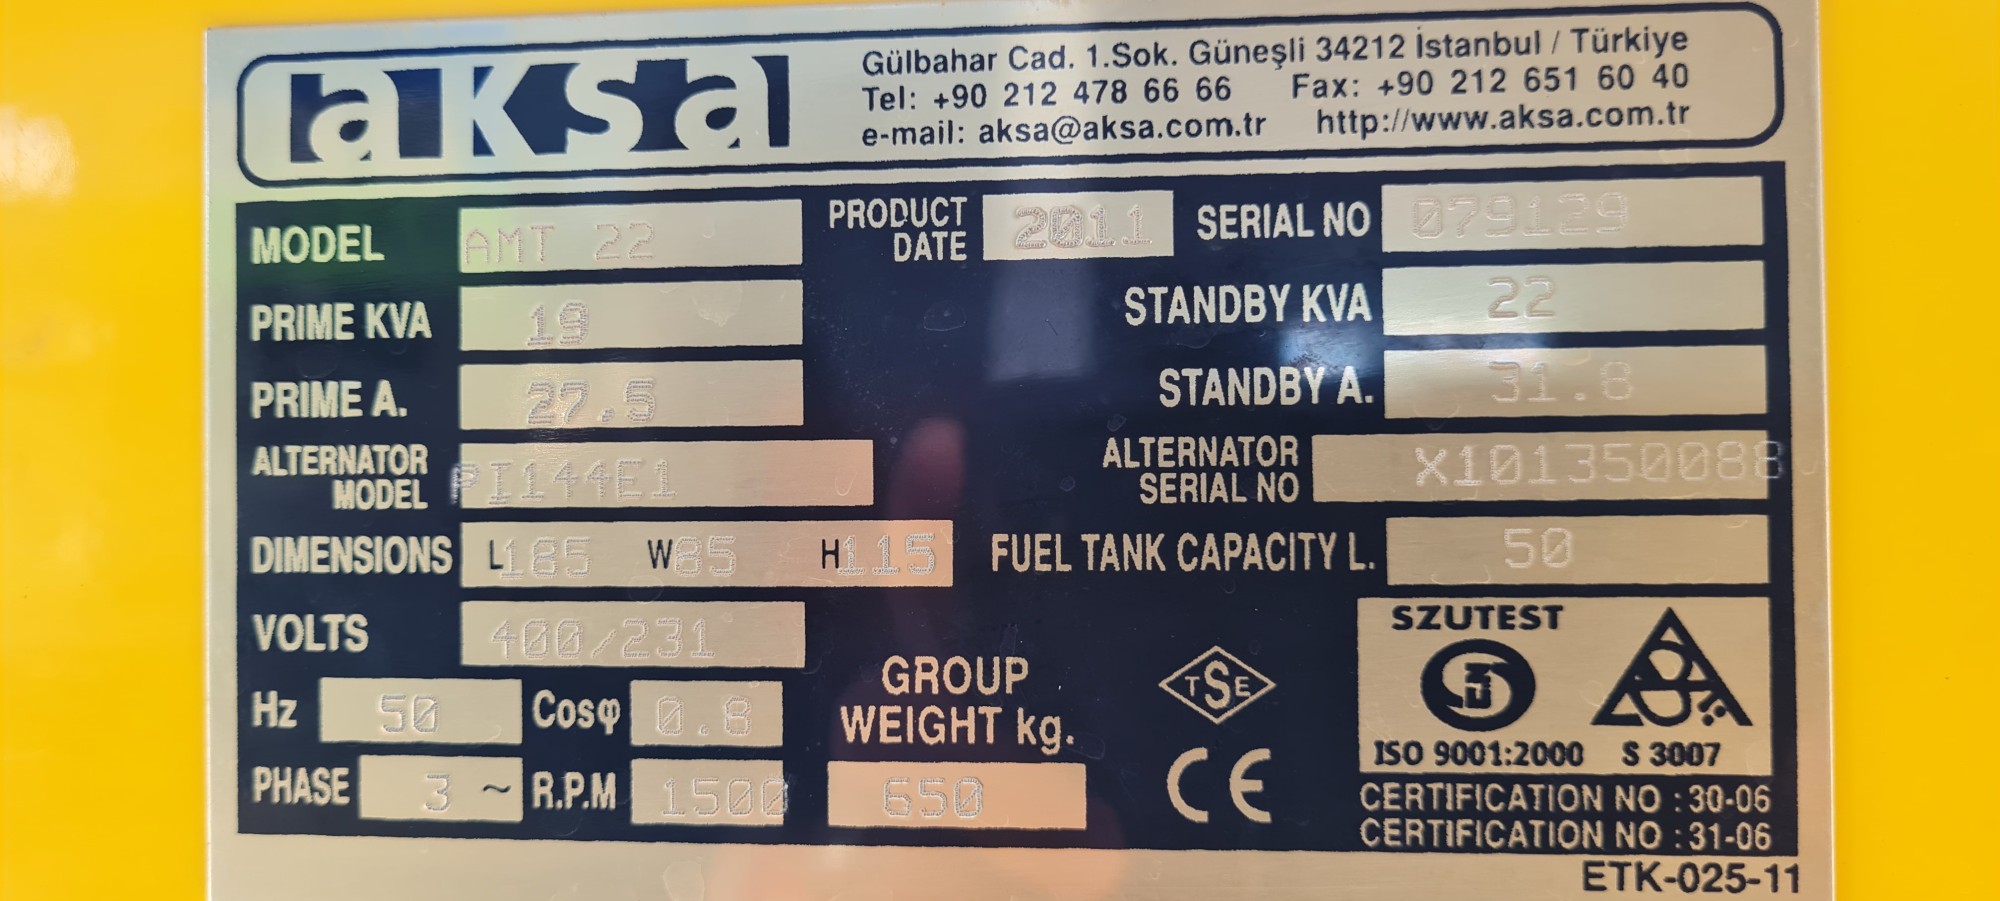 aksa
Gülbahar Cad. 1.Sok. Güneşli 34212 İstanbul / Türkiye
Tel: +90 212 478 66 66 Fax: +90 212 651 60 40
e-mail: aksa@aksa.com.tr http://www.aksa.com.tr
MODEL AMT 22 PRODUCT DATE 2011 SERIAL NO 079129
PRIME KVA 19 STANDBY KVA 22
PRIME A. 27.5 STANDBY A. 31.8
ALTERNATOR MODEL PI144E1 ALTERNATOR SERIAL NO X101350088
DIMENSIONS L185 W85 H115 FUEL TANK CAPACITY L. 50
VOLTS 400/231
Hz 50 Cosφ 0.8
PHASE 3 ~ R.P.M 1500
GROUP
WEIGHT kg.
650
TSE
CE
SZUTEST
ISO 9001:2000 S 3007
CERTIFICATION NO : 30-06
CERTIFICATION NO : 31-06
ETK-025-11